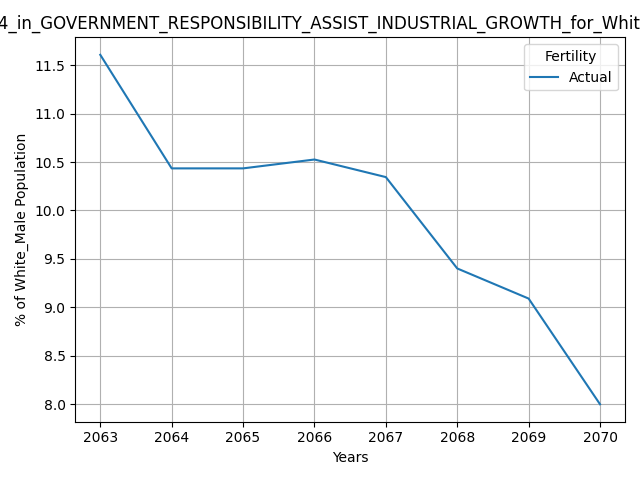 4_in_GOVERNMENT_RESPONSIBILITY_ASSIST_INDUSTRIAL_GROWTH_for_Whit
Fertility
Actual
% of White_Male Population
11.5
11.0
10.5
10.0
9.5
9.0
8.5
8.0
2063 2064 2065 2066 2067 2068 2069 2070
Years